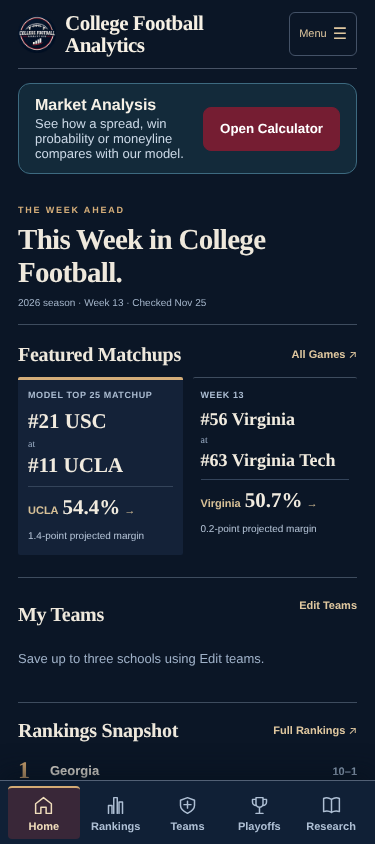 COLLEGE FOOTBALL
College Football
Analytics
Menu
Market Analysis
See how a spread, win
probability or moneyline
compares with our model.
Open Calculator
THE WEEK AHEAD
This Week in College
Football.
2026 season · Week 13 · Checked Nov 25
Featured Matchups
All Games ↗
MODEL TOP 25 MATCHUP
#21 USC
at
#11 UCLA
UCLA 54.4% →
1.4-point projected margin
WEEK 13
#56 Virginia
at
#63 Virginia Tech
Virginia 50.7% →
0.2-point projected margin
My Teams
Edit Teams
Save up to three schools using Edit teams.
Rankings Snapshot
Full Rankings ↗
1 Georgia 10–1
Home
Rankings
Teams
Playoffs
Research